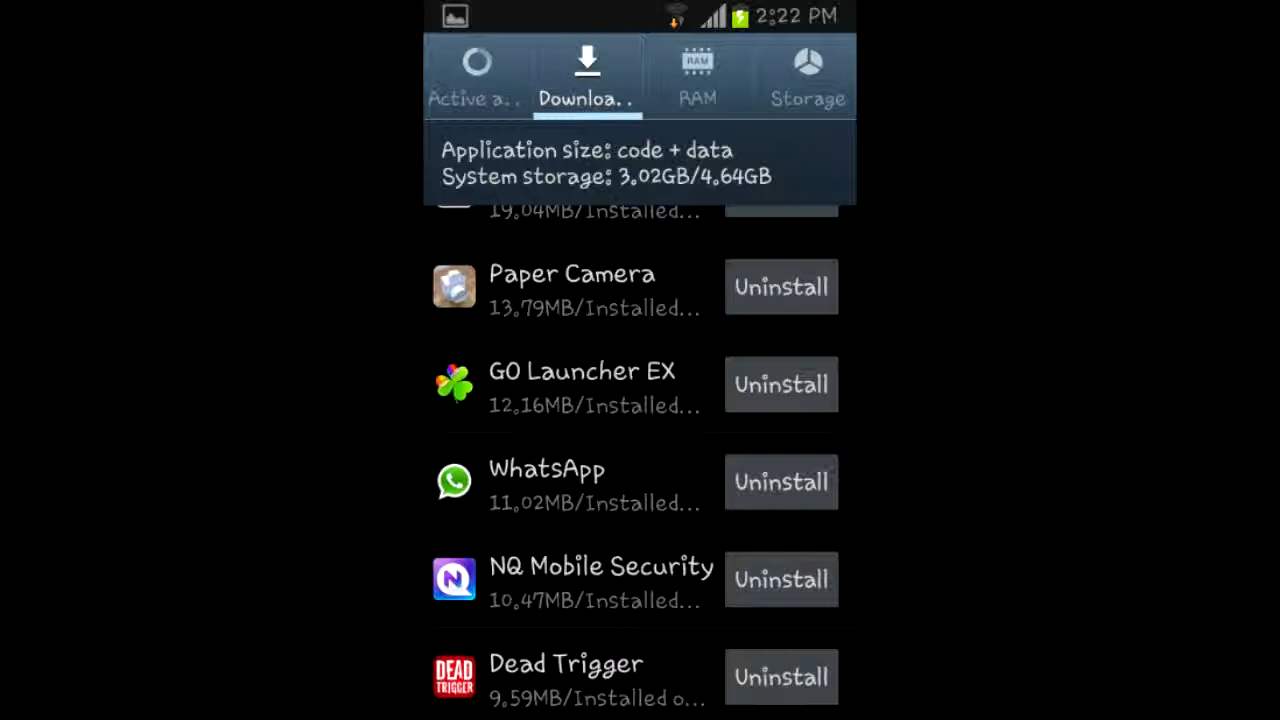 2:22 PM
RAM
Active a..
Downloa..
RAM
Storage
Application size: code + data
System storage: 3.02GB/4.64GB
19.04MB/Installed...
Paper Camera
Uninstall
13.79MB/Installed...
GO Launcher EX
Uninstall
12.16MB/Installed...
WhatsApp
Uninstall
11.02MB/Installed...
N
NQ Mobile Security
Uninstall
10.47MB/Installed...
DEAD
TRIGGER
Dead Trigger
Uninstall
9.59MB/Installed o...